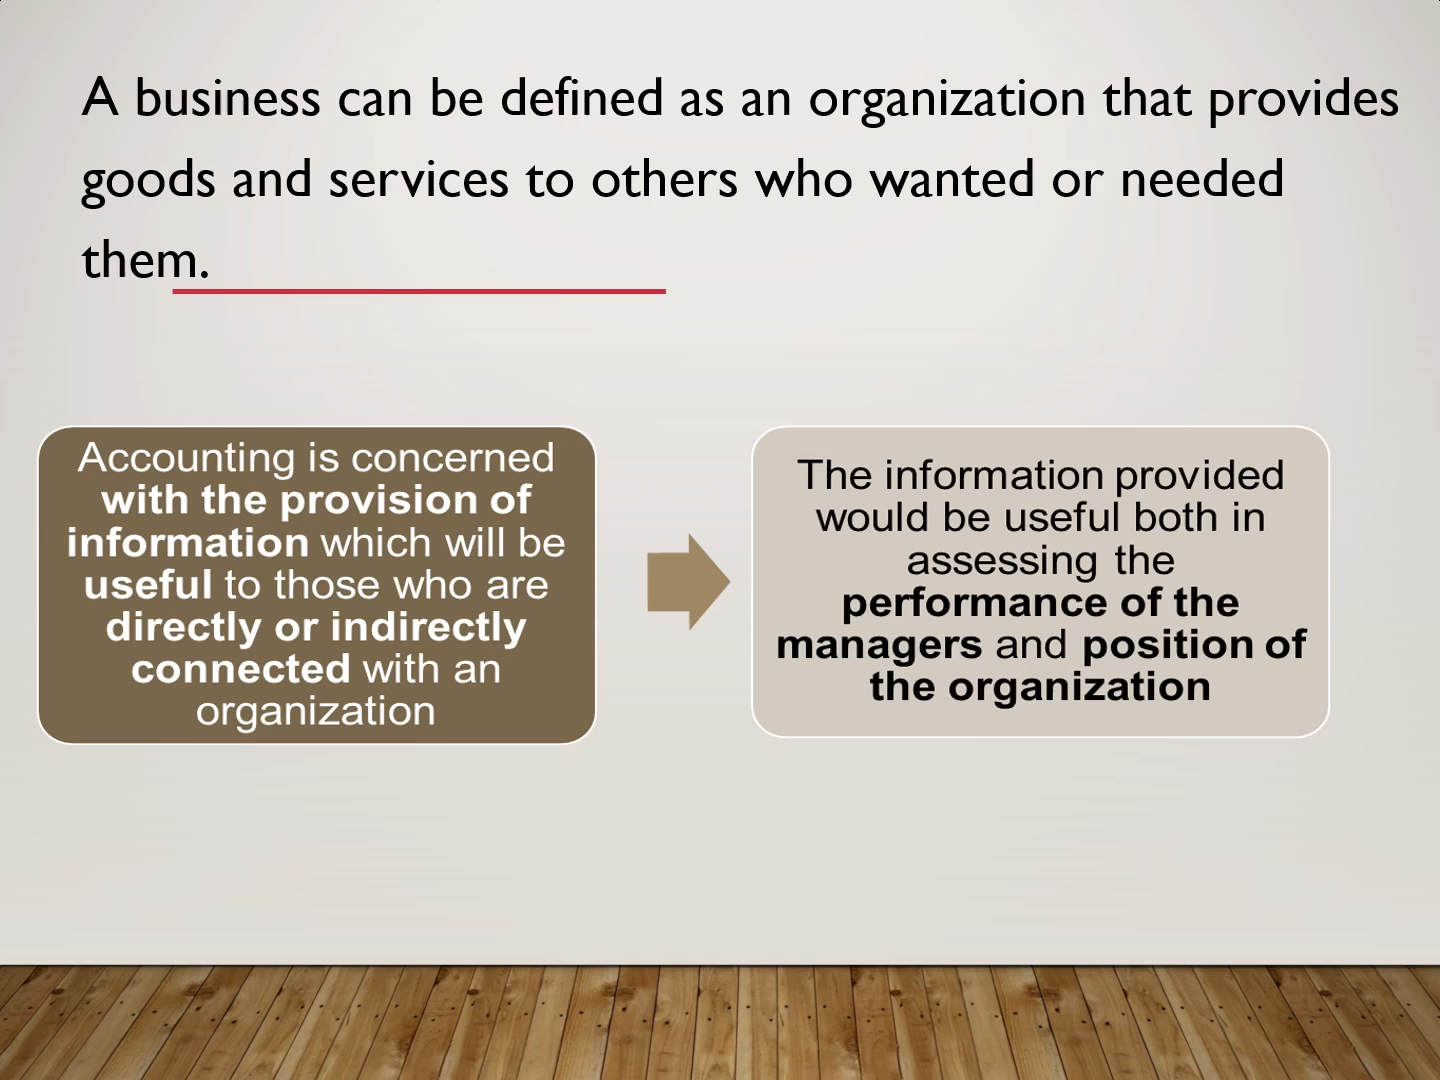 A business can be defined as an organization that provides
goods and services to others who wanted or needed
them.
Accounting is concerned
with the provision of
information which will be
useful to those who are
directly or indirectly
connected with an
organization
The information provided
would be useful both in
assessing the
performance of the
managers and position of
the organization